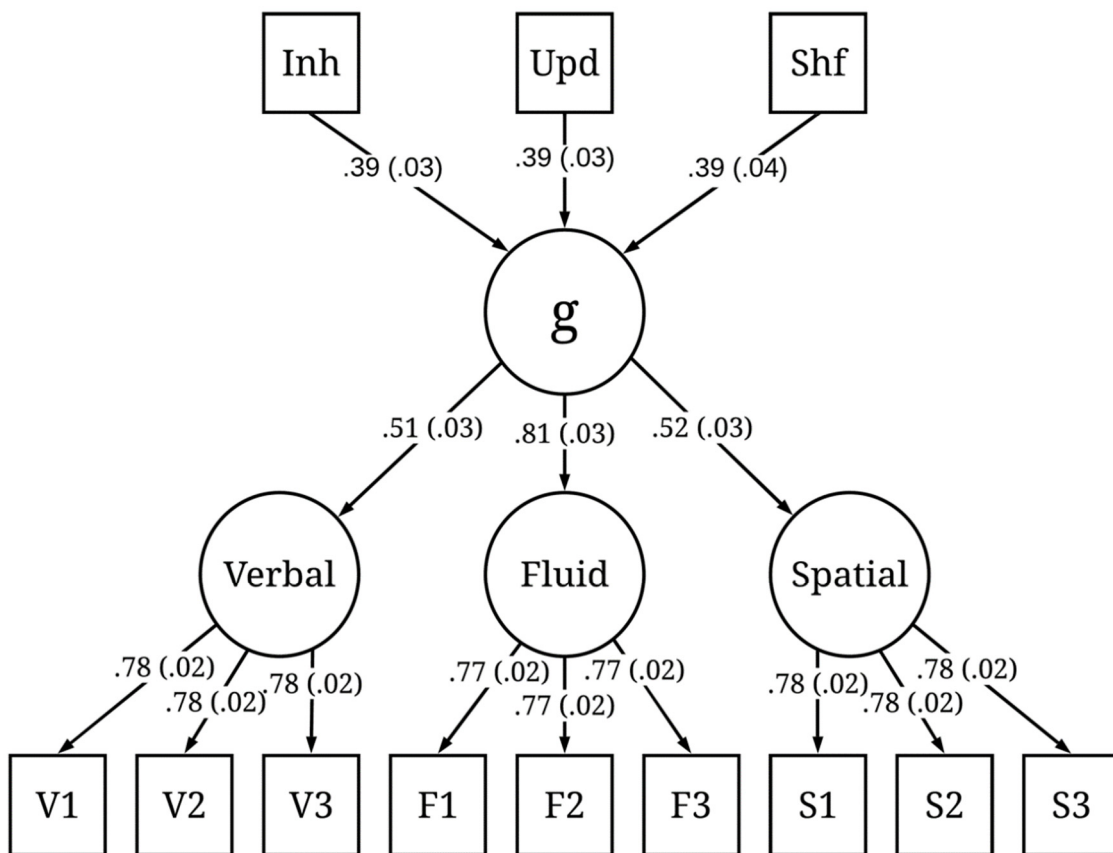 Inh Upd Shf
.39 (.03) .39 (.03) .39 (.04)
g
.51 (.03) .81 (.03) .52 (.03)
Verbal Fluid Spatial
.78 (.02) .78 (.02) .78 (.02) .77 (.02) .77 (.02) .77 (.02) .78 (.02) .78 (.02) .78 (.02)
V1 V2 V3 F1 F2 F3 S1 S2 S3